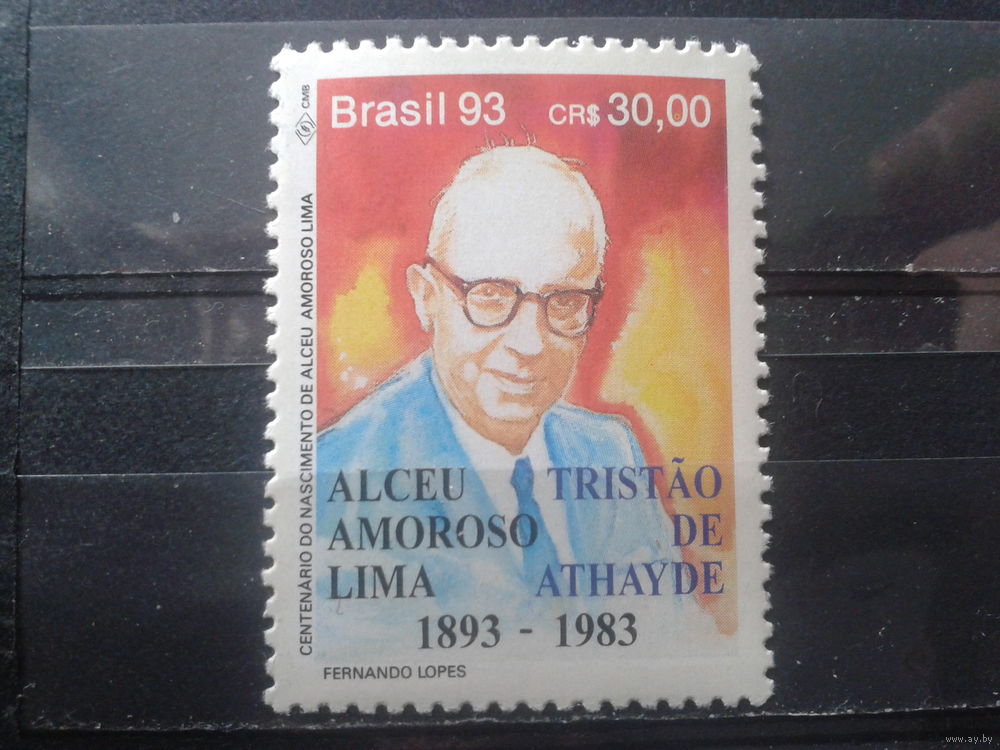 Brasil 93 CR$ 30,00
CMB
CENTENÁRIO DO NASCIMENTO DE ALCEU AMOROSO LIMA
ALCEU TRISTÃO
AMOROSO DE
LIMA ATHAYDE
1893 - 1983
FERNANDO LOPES
www.ay.by